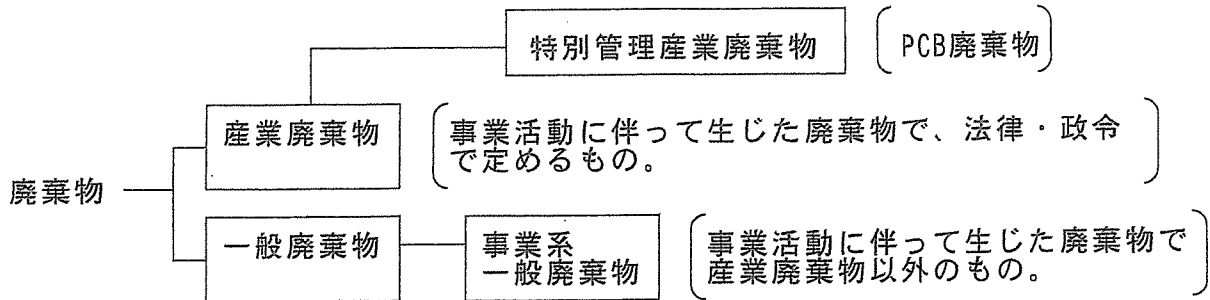 特別管理産業廃棄物
PCB廃棄物
産業廃棄物
事業活動に伴って生じた廃棄物で、法律・政令
で定めるもの。
廃棄物
一般廃棄物
事業系
一般廃棄物
事業活動に伴って生じた廃棄物で
産業廃棄物以外のもの。